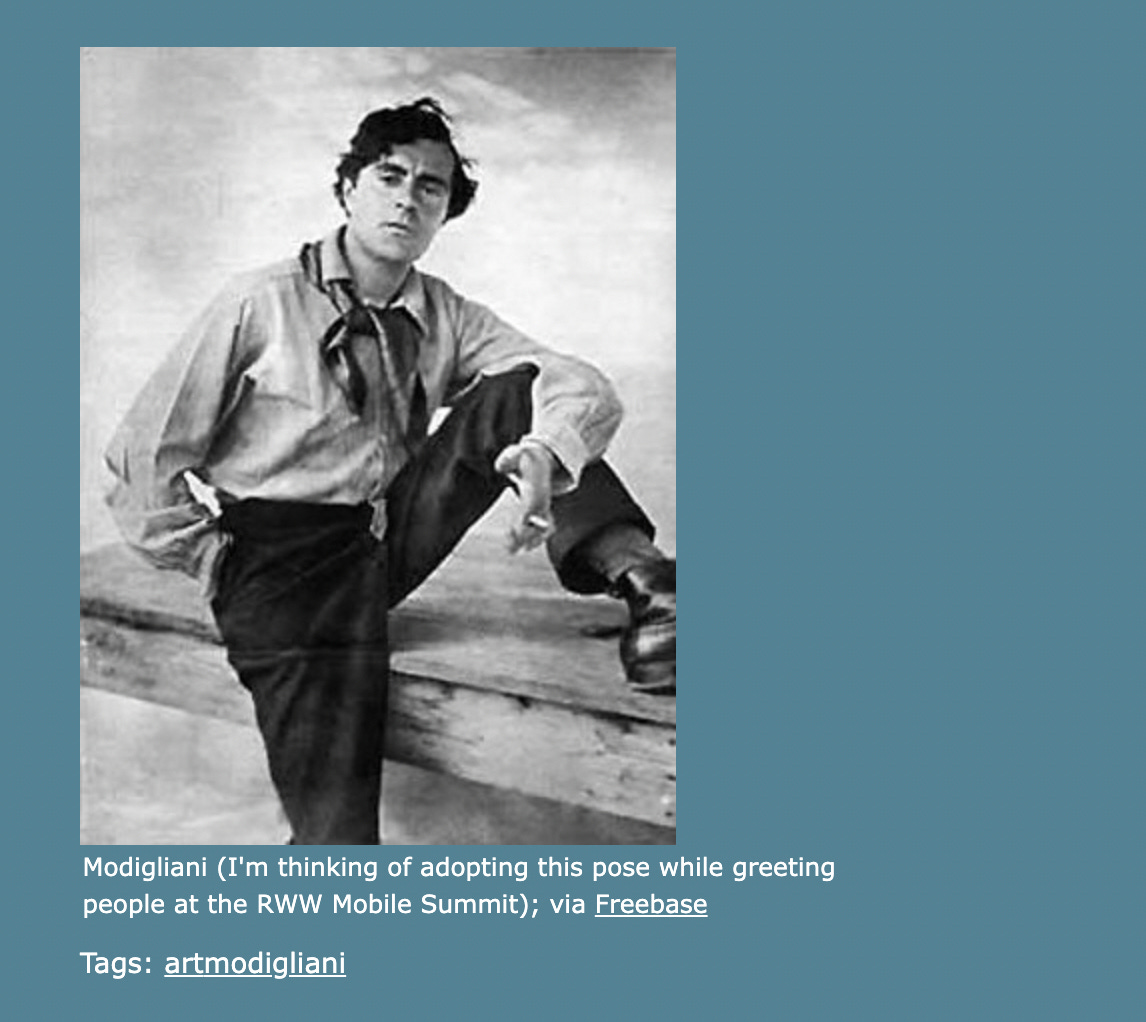 Modigliani (I'm thinking of adopting this pose while greeting
people at the RWW Mobile Summit); via Freebase
Tags: artmodigliani